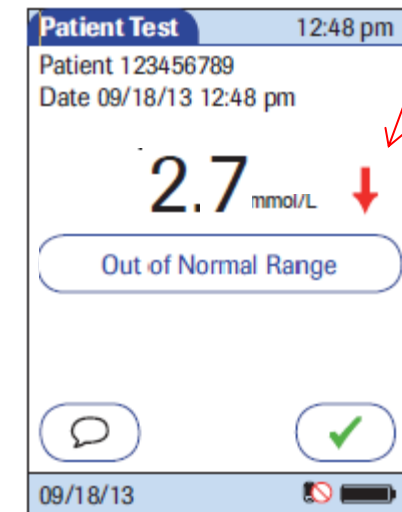 Patient Test 12:48 pm
Patient 123456789
Date 09/18/13 12:48 pm
2.7 mmol/L
Out of Normal Range
09/18/13